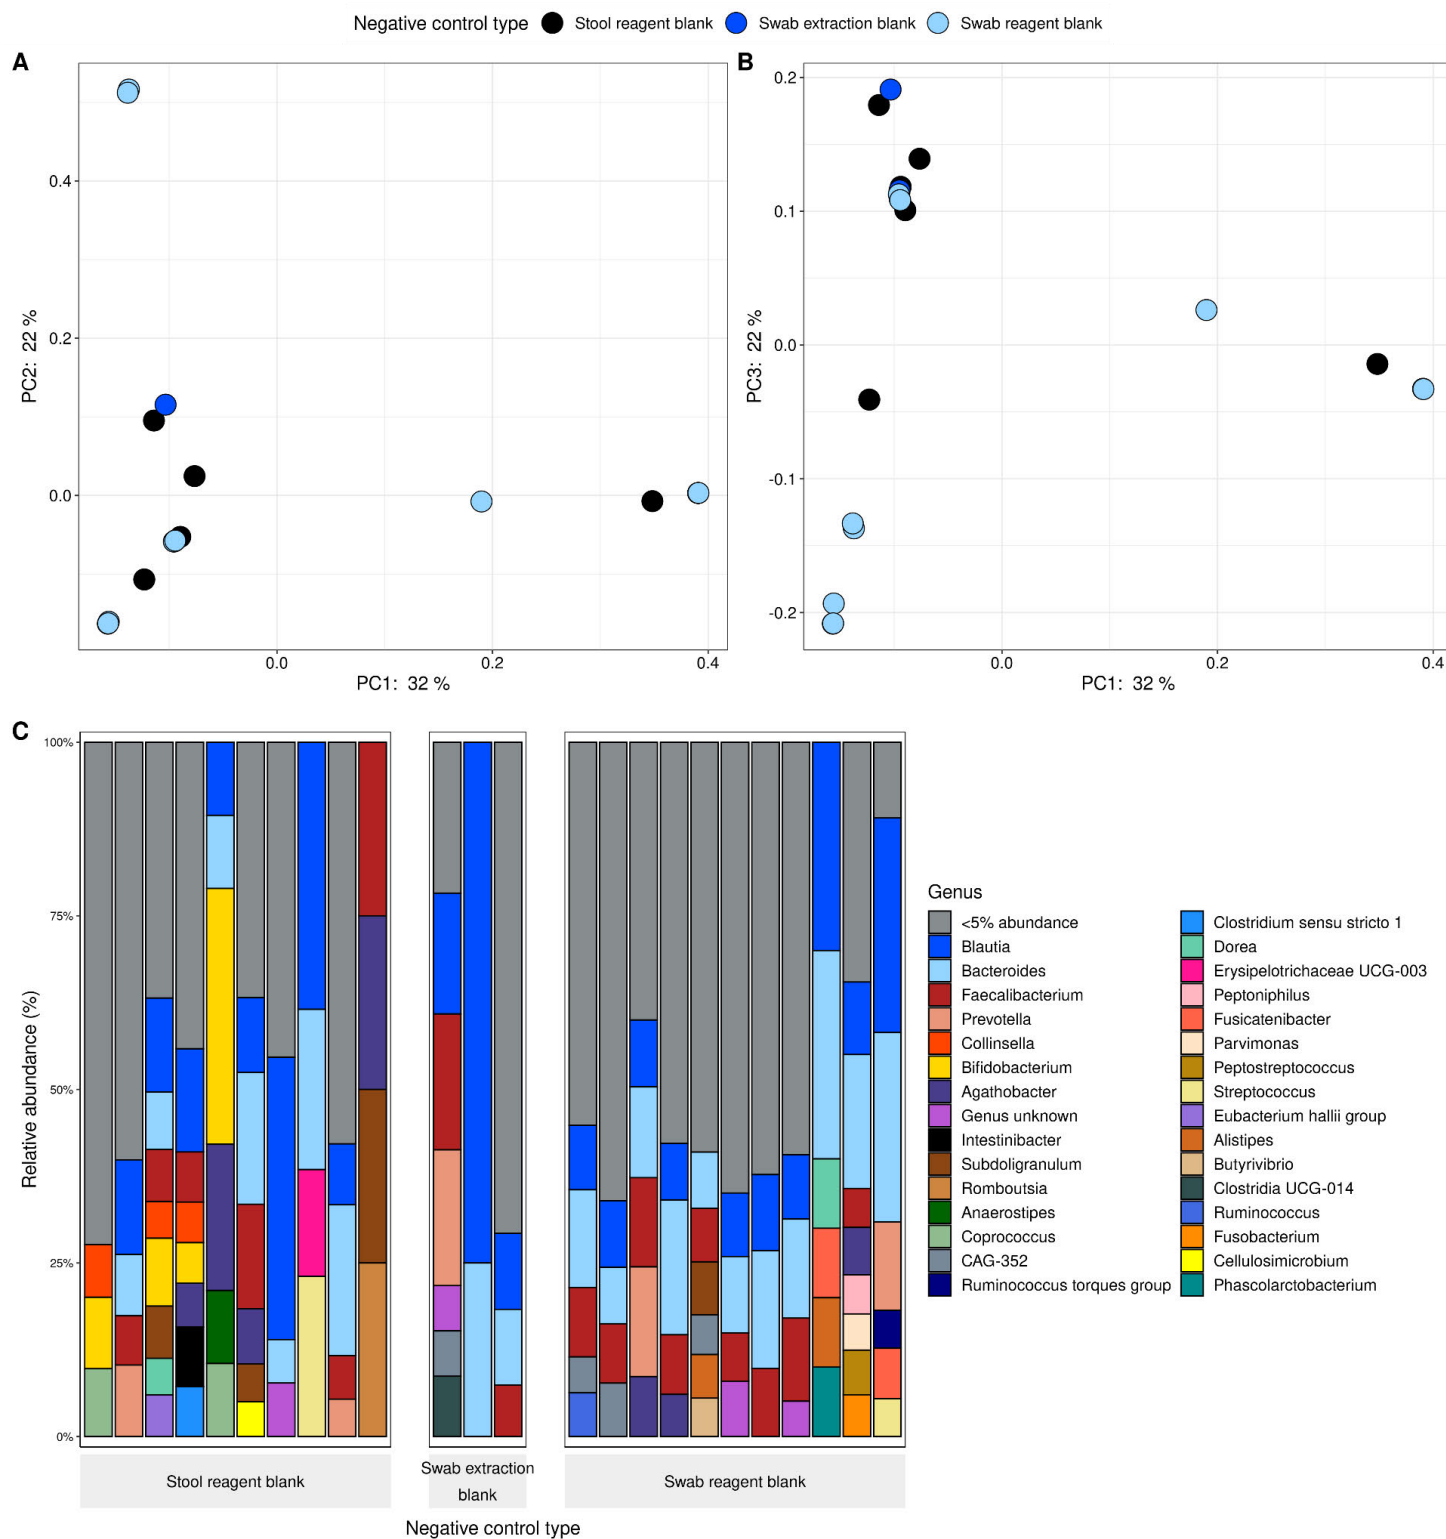 Negative control type Stool reagent blank Swab extraction blank Swab reagent blank
A
0.4
0.2
0.0
PC2: 22 %
0.0 0.2 0.4
PC1: 32 %
B
0.2
0.1
0.0
-0.1
-0.2
PC3: 22 %
0.0 0.2 0.4
PC1: 32 %
C
100%
75%
50%
25%
0%
Relative abundance (%)
Stool reagent blank
Swab extraction
blank
Swab reagent blank
Negative control type
Genus
<5% abundance
Blautia
Bacteroides
Faecalibacterium
Prevotella
Collinsella
Bifidobacterium
Agathobacter
Genus unknown
Intestinibacter
Subdoligranulum
Romboutsia
Anaerostipes
Coprococcus
CAG-352
Ruminococcus torques group
Clostridium sensu stricto 1
Dorea
Erysipelotrichaceae UCG-003
Peptoniphilus
Fusicatenibacter
Parvimonas
Peptostreptococcus
Streptococcus
Eubacterium hallii group
Alistipes
Butyrivibrio
Clostridia UCG-014
Ruminococcus
Fusobacterium
Cellulosimicrobium
Phascolarctobacterium